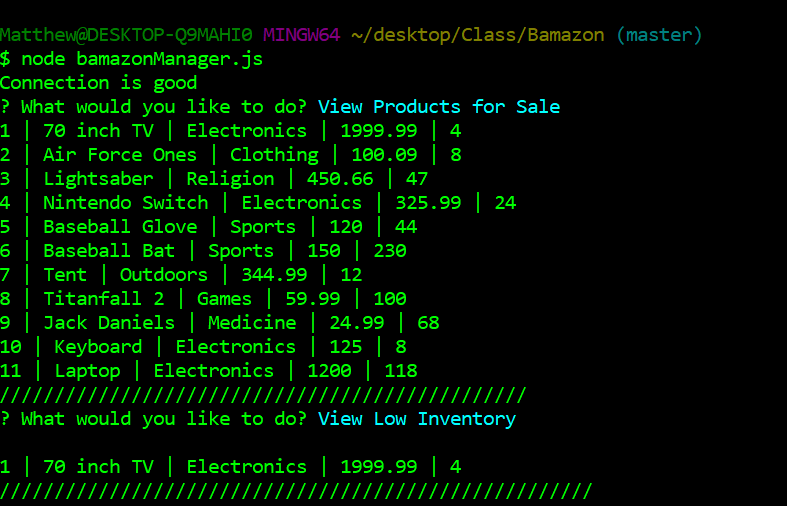 Matthew@DESKTOP-Q9MAHI0 MINGW64 ~/desktop/Class/Bamazon (master)
$ node bamazonManager.js
Connection is good
? What would you like to do? View Products for Sale
1 | 70 inch TV | Electronics | 1999.99 | 4
2 | Air Force Ones | Clothing | 100.09 | 8
3 | Lightsaber | Religion | 450.66 | 47
4 | Nintendo Switch | Electronics | 325.99 | 24
5 | Baseball Glove | Sports | 120 | 44
6 | Baseball Bat | Sports | 150 | 230
7 | Tent | Outdoors | 344.99 | 12
8 | Titanfall 2 | Games | 59.99 | 100
9 | Jack Daniels | Medicine | 24.99 | 68
10 | Keyboard | Electronics | 125 | 8
11 | Laptop | Electronics | 1200 | 118
////////////////////////////////////////////////
? What would you like to do? View Low Inventory
1 | 70 inch TV | Electronics | 1999.99 | 4
//////////////////////////////////////////////////////